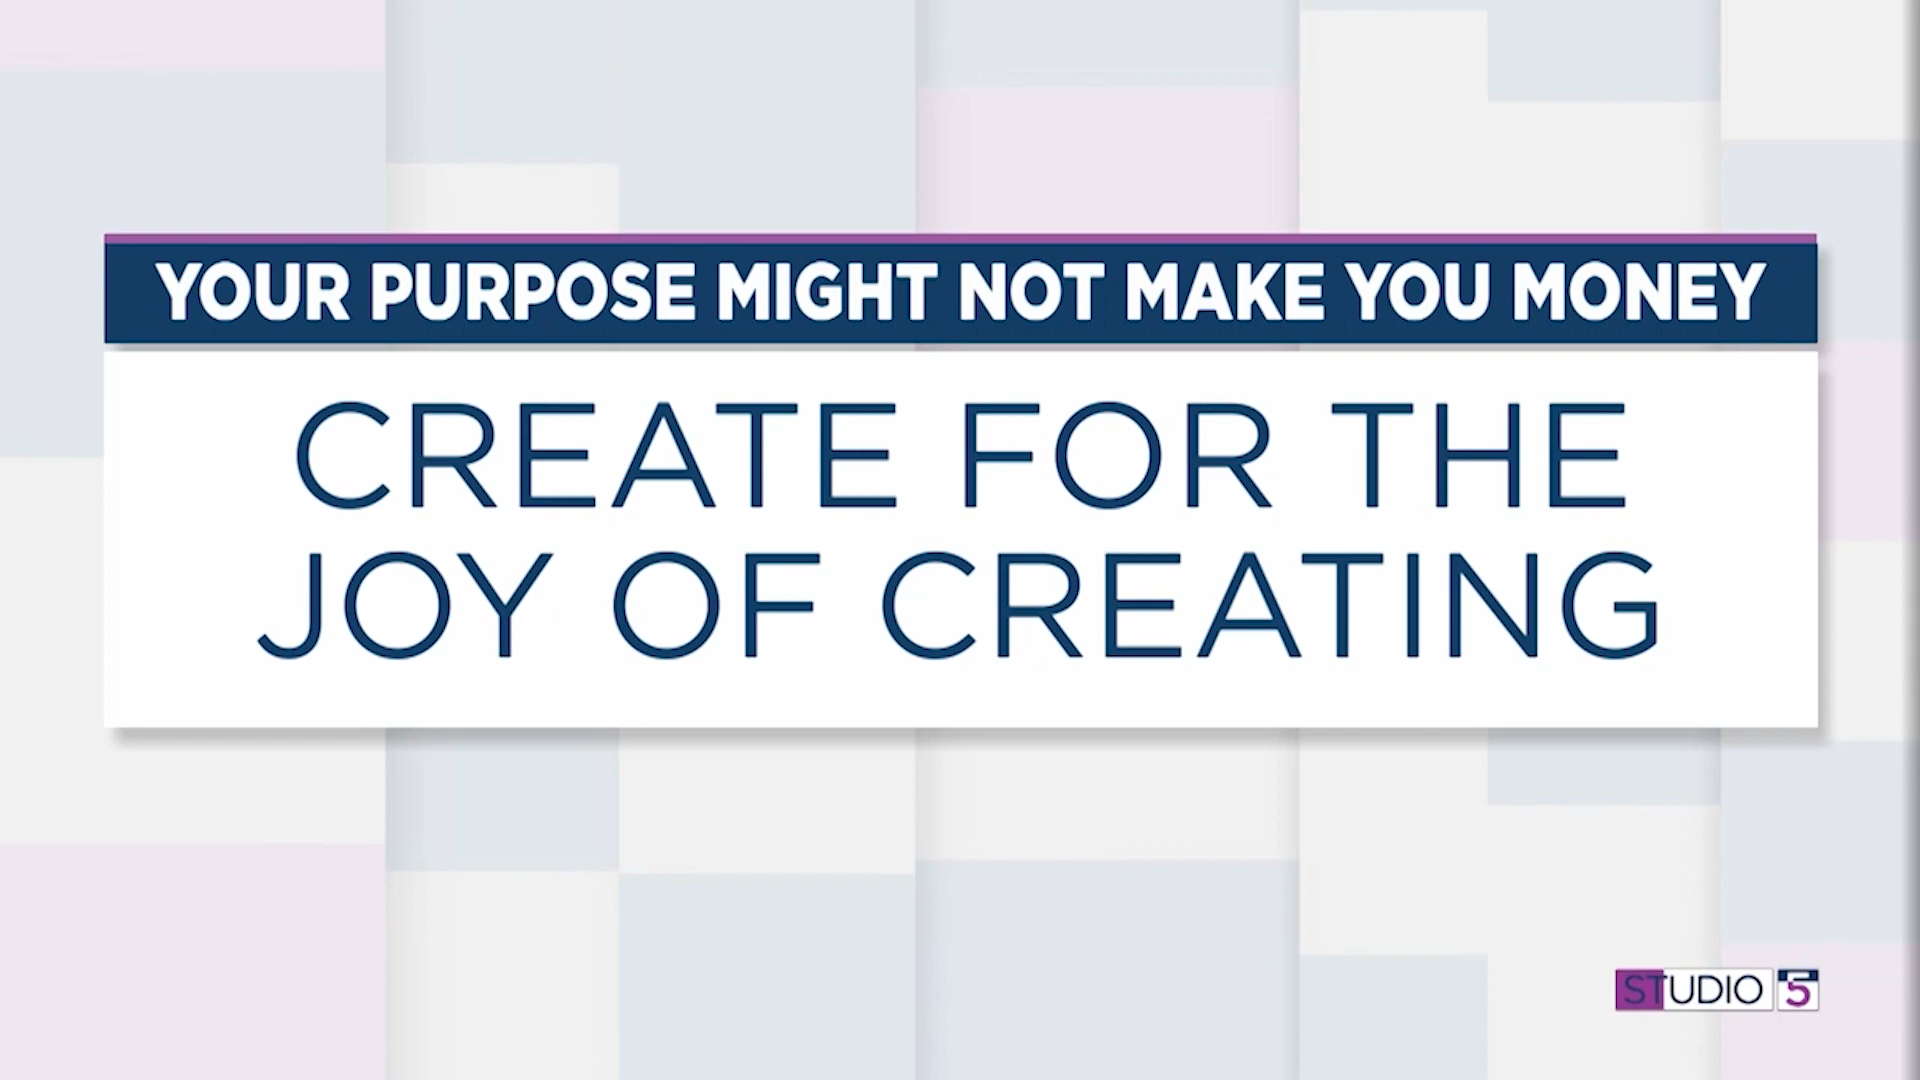 YOUR PURPOSE MIGHT NOT MAKE YOU MONEY
CREATE FOR THE
JOY OF CREATING
STUDIO 5